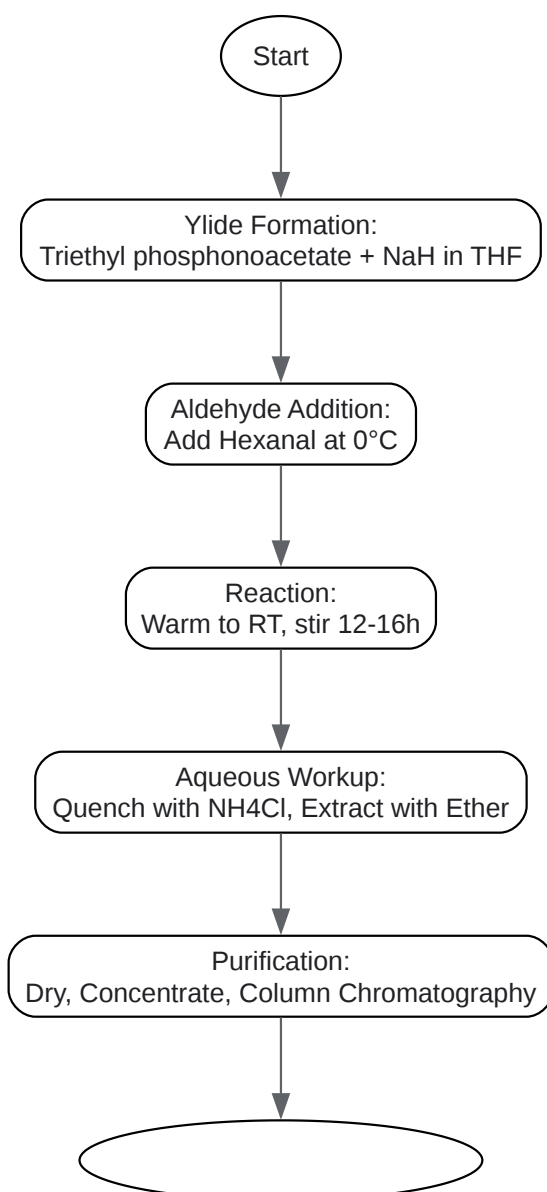 Start
Ylide Formation:
Triethyl phosphonoacetate + NaH in THF
Aldehyde Addition:
Add Hexanal at 0°C
Reaction:
Warm to RT, stir 12-16h
Aqueous Workup:
Quench with NH4Cl, Extract with Ether
Purification:
Dry, Concentrate, Column Chromatography